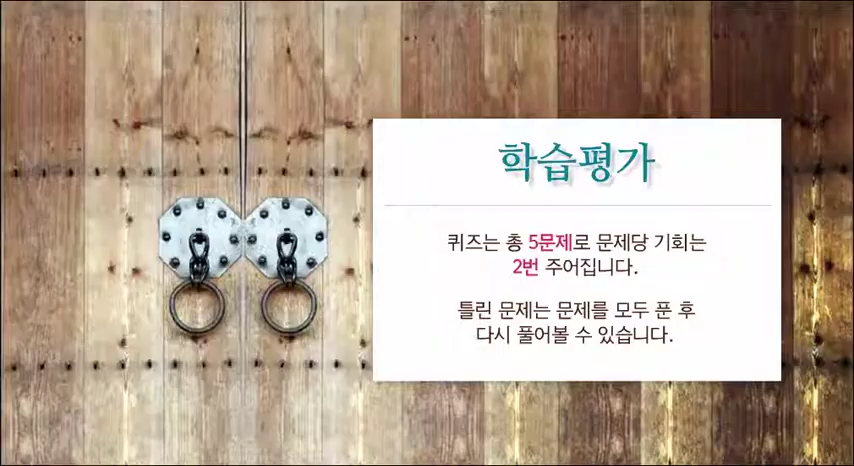 학습평가
퀴즈는 총 5문제로 문제당 기회는
2번 주어집니다.
틀린 문제는 문제를 모두 푼 후
다시 풀어볼 수 있습니다.